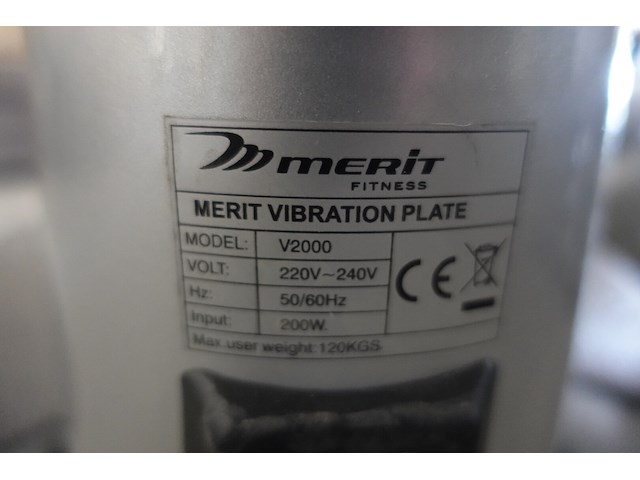 merit
FITNESS
MERIT VIBRATION PLATE
MODEL: V2000
VOLT: 220V~240V
Hz: 50/60Hz
Input: 200W.
Max.user weight:120KGS
CE